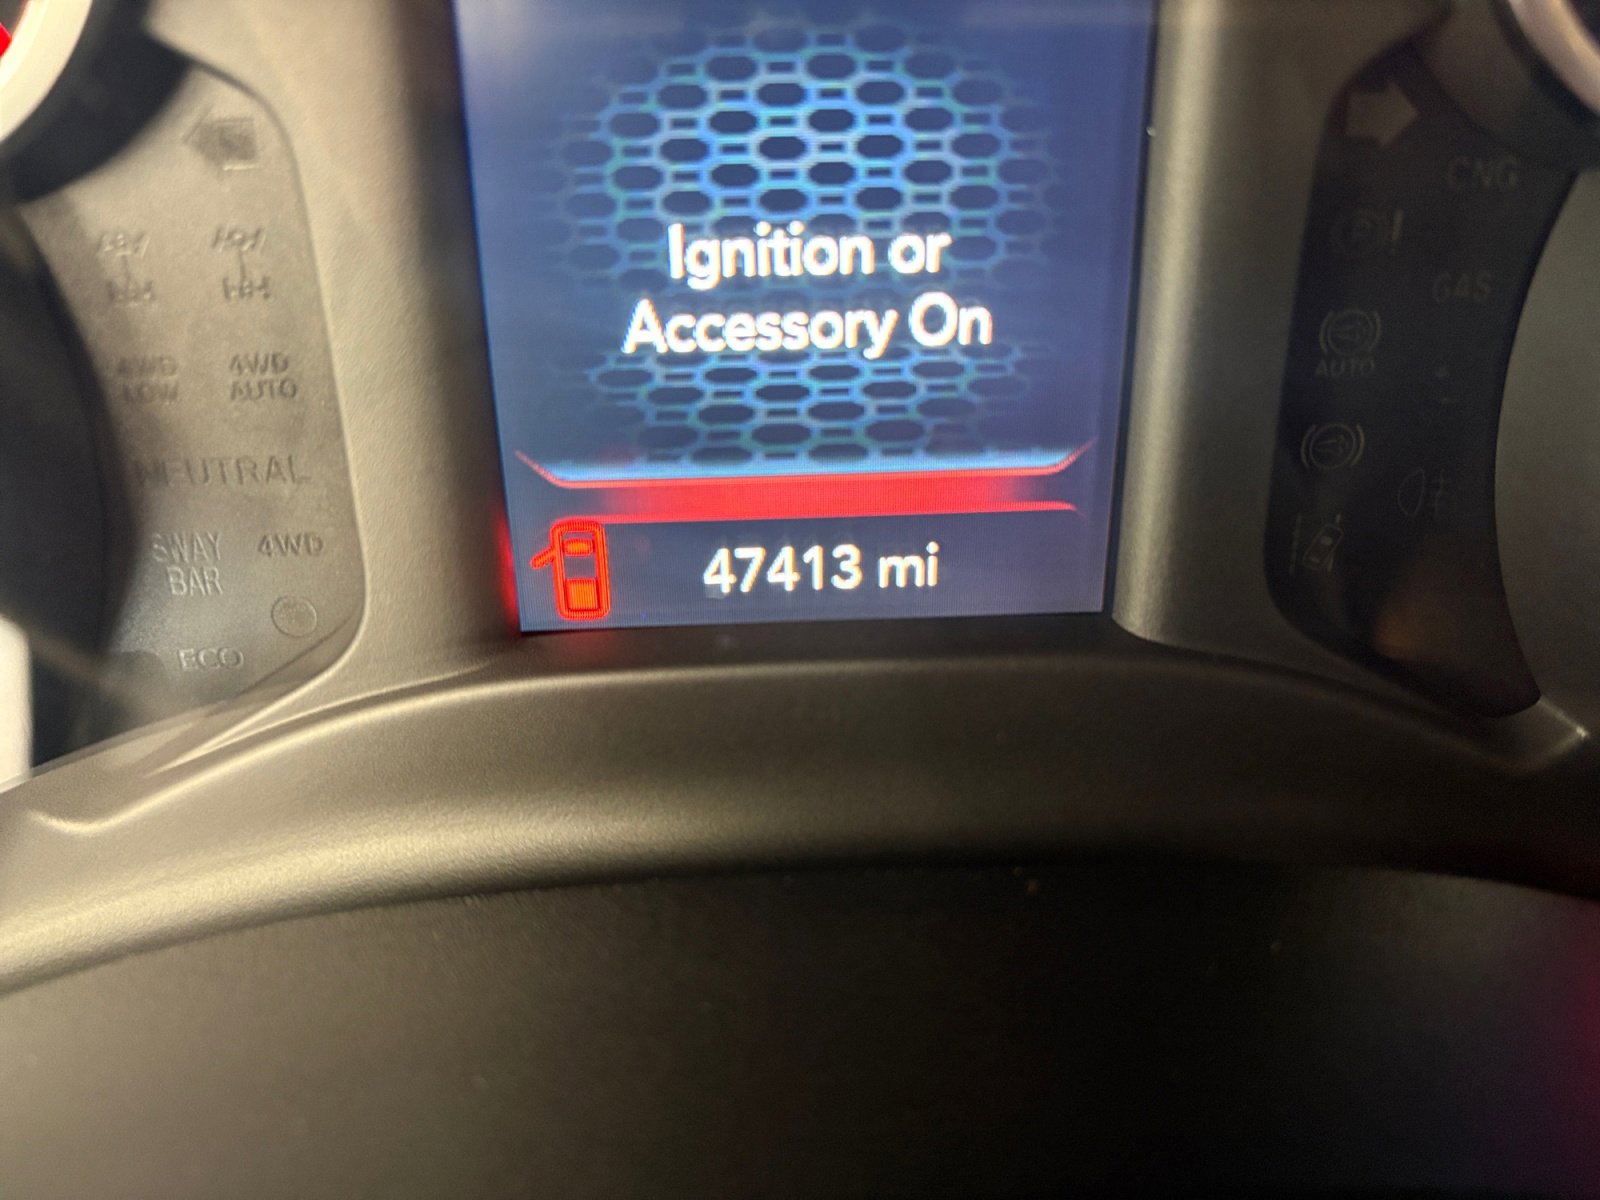 Ignition or
Accessory On
47413 mi
4WD
LOW
4WD
AUTO
NEUTRAL
SWAY
BAR
4WD
ECO
CNG
GAS
AUTO